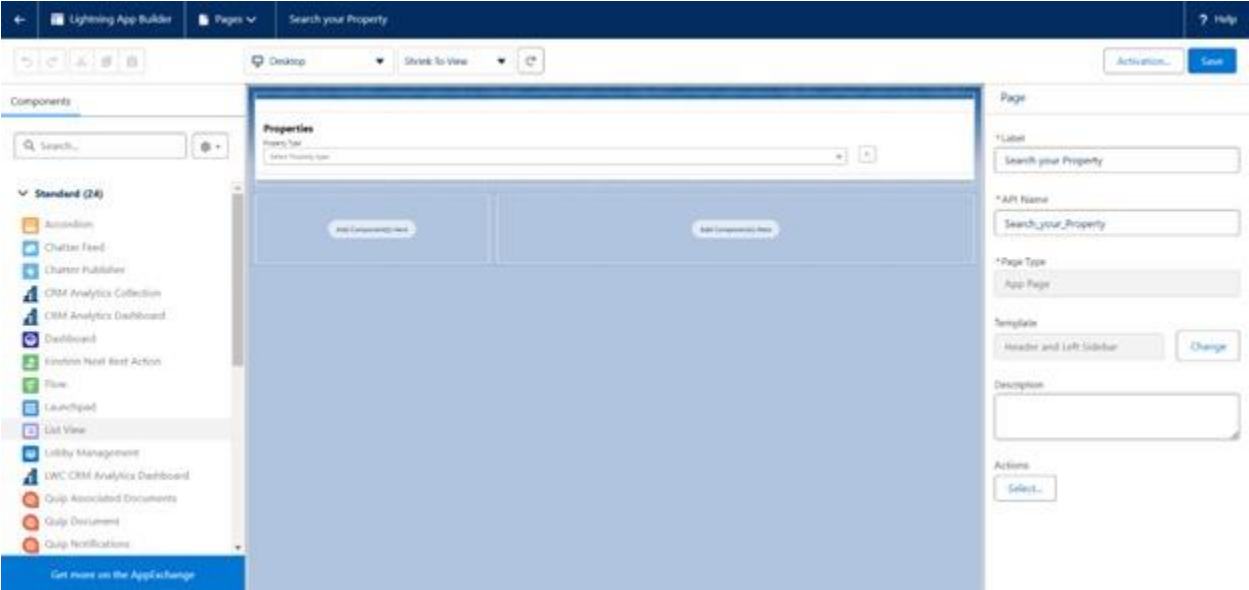 Lightning App Builder
Pages
Search your Property
? Help
Desktop
Shrink To View
Activation...
Save
Components
Search...
Standard (24)
Accordion
Chatter Feed
Chatter Publisher
CRM Analytics Collection
CRM Analytics Dashboard
Dashboard
Einstein Next Best Action
Flow
Launchpad
List View
Lobby Management
LWC CRM Analytics Dashboard
Quip Associated Documents
Quip Document
Quip Notifications
Get more on the AppExchange
Properties
Property Type
Select Property type
Add Component(s) Here
Add Component(s) Here
Page
*Label
Search your Property
*API Name
Search_your_Property
*Page Type
App Page
Template
Header and Left Sidebar
Change
Description
Actions
Select...